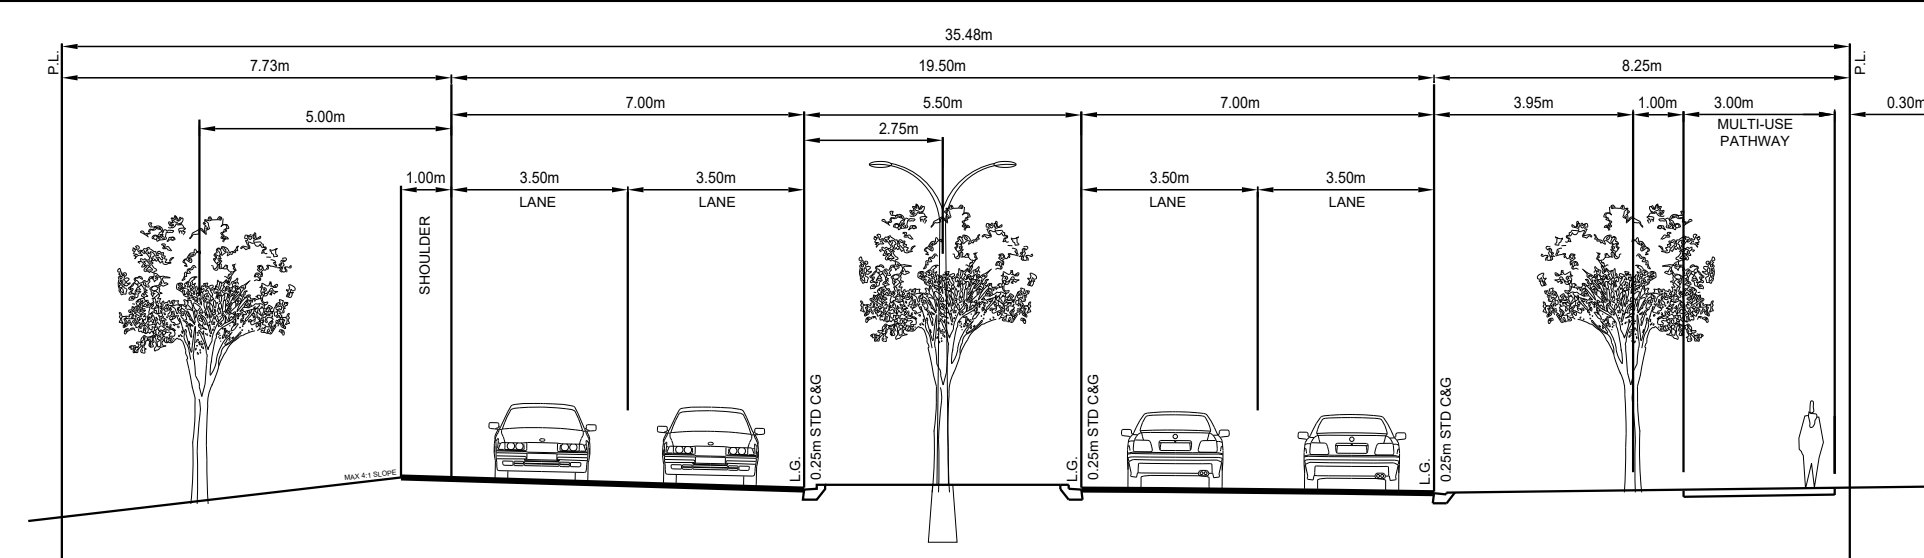 35.48m
P.L.
7.73m
19.50m
8.25m
P.L.
5.00m
7.00m
5.50m
7.00m
3.95m
1.00m
3.00m
0.30m
MULTI-USE
PATHWAY
2.75m
1.00m
3.50m
LANE
3.50m
LANE
3.50m
LANE
3.50m
LANE
SHOULDER
MAX 4:1 SLOPE
L.G.
0.25m STD C&G
L.G.
0.25m STD C&G
L.G.
0.25m STD C&G